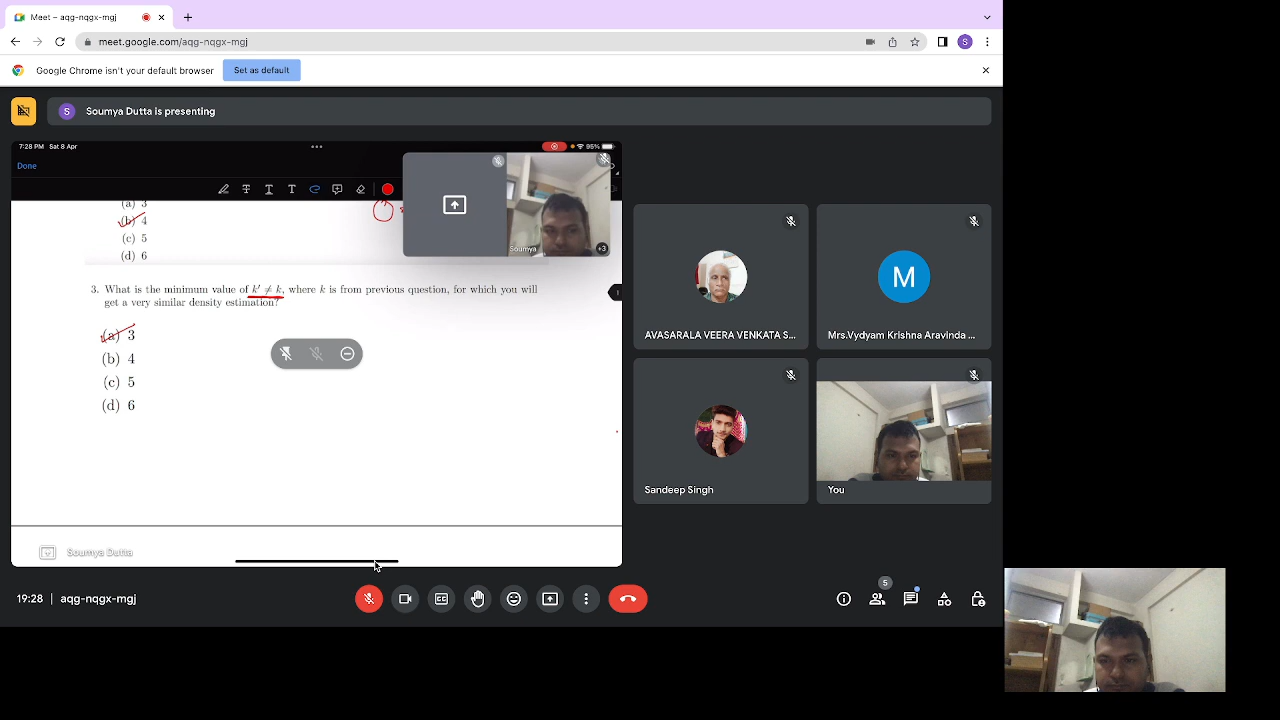 Meet – aqg-nqgx-mgj
meet.google.com/aqg-nqgx-mgj
S
Google Chrome isn't your default browser
Set as default
S
Soumya Dutta is presenting
7:28 PM Sat 8 Apr
95%
Done
T
T
T
Soumya
+3
(a) 3
(b) 4
(c) 5
(d) 6
3. What is the minimum value of k′ ≠ k, where k is from previous question, for which you will
get a very similar density estimation?
1
(a) 3
(b) 4
(c) 5
(d) 6
Soumya Dutta
AVASARALA VEERA VENKATA S...
M
Mrs.Vydyam Krishna Aravinda ...
Sandeep Singh
You
19:28 | aqg-nqgx-mgj
5